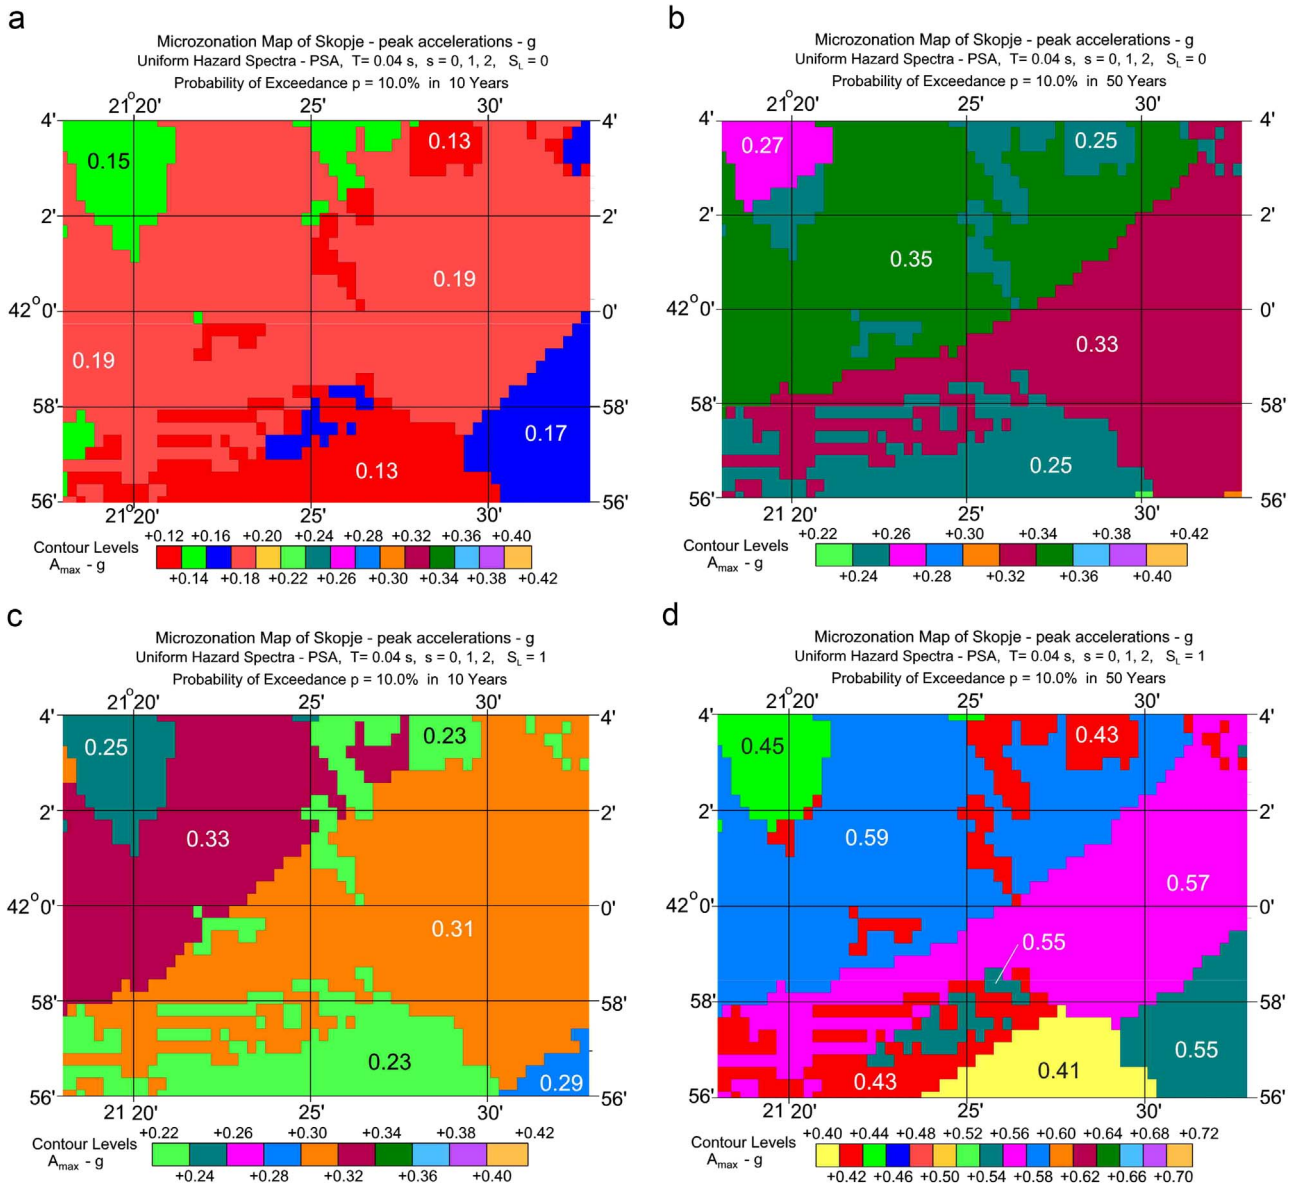 a
Microzonation Map of Skopje - peak accelerations - g
Uniform Hazard Spectra - PSA, T= 0.04 s, s = 0, 1, 2, S_L = 0
Probability of Exceedance p = 10.0% in 10 Years
21°20' 25' 30'
4' 4'
0.15 0.13
2' 2'
0.19
42°0' 0'
0.19
58' 58'
0.17
0.13
56' 56'
21°20' 25' 30'
+0.12 +0.16 +0.20 +0.24 +0.28 +0.32 +0.36 +0.40
Contour Levels
A_max - g
+0.14 +0.18 +0.22 +0.26 +0.30 +0.34 +0.38 +0.42
b
Microzonation Map of Skopje - peak accelerations - g
Uniform Hazard Spectra - PSA, T= 0.04 s, s = 0, 1, 2, S_L = 0
Probability of Exceedance p = 10.0% in 50 Years
21°20' 25' 30'
4' 4'
0.27 0.25
2' 2'
0.35
42°0' 0'
0.33
58' 58'
0.25
56' 56'
21 20' 25' 30'
+0.22 +0.26 +0.30 +0.34 +0.38 +0.42
Contour Levels
A_max - g
+0.24 +0.28 +0.32 +0.36 +0.40
c
Microzonation Map of Skopje - peak accelerations - g
Uniform Hazard Spectra - PSA, T= 0.04 s, s = 0, 1, 2, S_L = 1
Probability of Exceedance p = 10.0% in 10 Years
21°20' 25' 30'
4' 4'
0.25 0.23
2' 2'
0.33
42°0' 0'
0.31
58' 58'
0.23
0.29
56' 56'
21°20' 25' 30'
+0.22 +0.26 +0.30 +0.34 +0.38 +0.42
Contour Levels
A_max - g
+0.24 +0.28 +0.32 +0.36 +0.40
d
Microzonation Map of Skopje - peak accelerations - g
Uniform Hazard Spectra - PSA, T= 0.04 s, s = 0, 1, 2, S_L = 1
Probability of Exceedance p = 10.0% in 50 Years
21°20' 25' 30'
4' 4'
0.45 0.43
2' 2'
0.59
0.57
42°0' 0'
0.55
58' 58'
0.55
0.43 0.41
56' 56'
21°20' 25' 30'
+0.40 +0.44 +0.48 +0.52 +0.56 +0.60 +0.64 +0.68 +0.72
Contour Levels
A_max - g
+0.42 +0.46 +0.50 +0.54 +0.58 +0.62 +0.66 +0.70